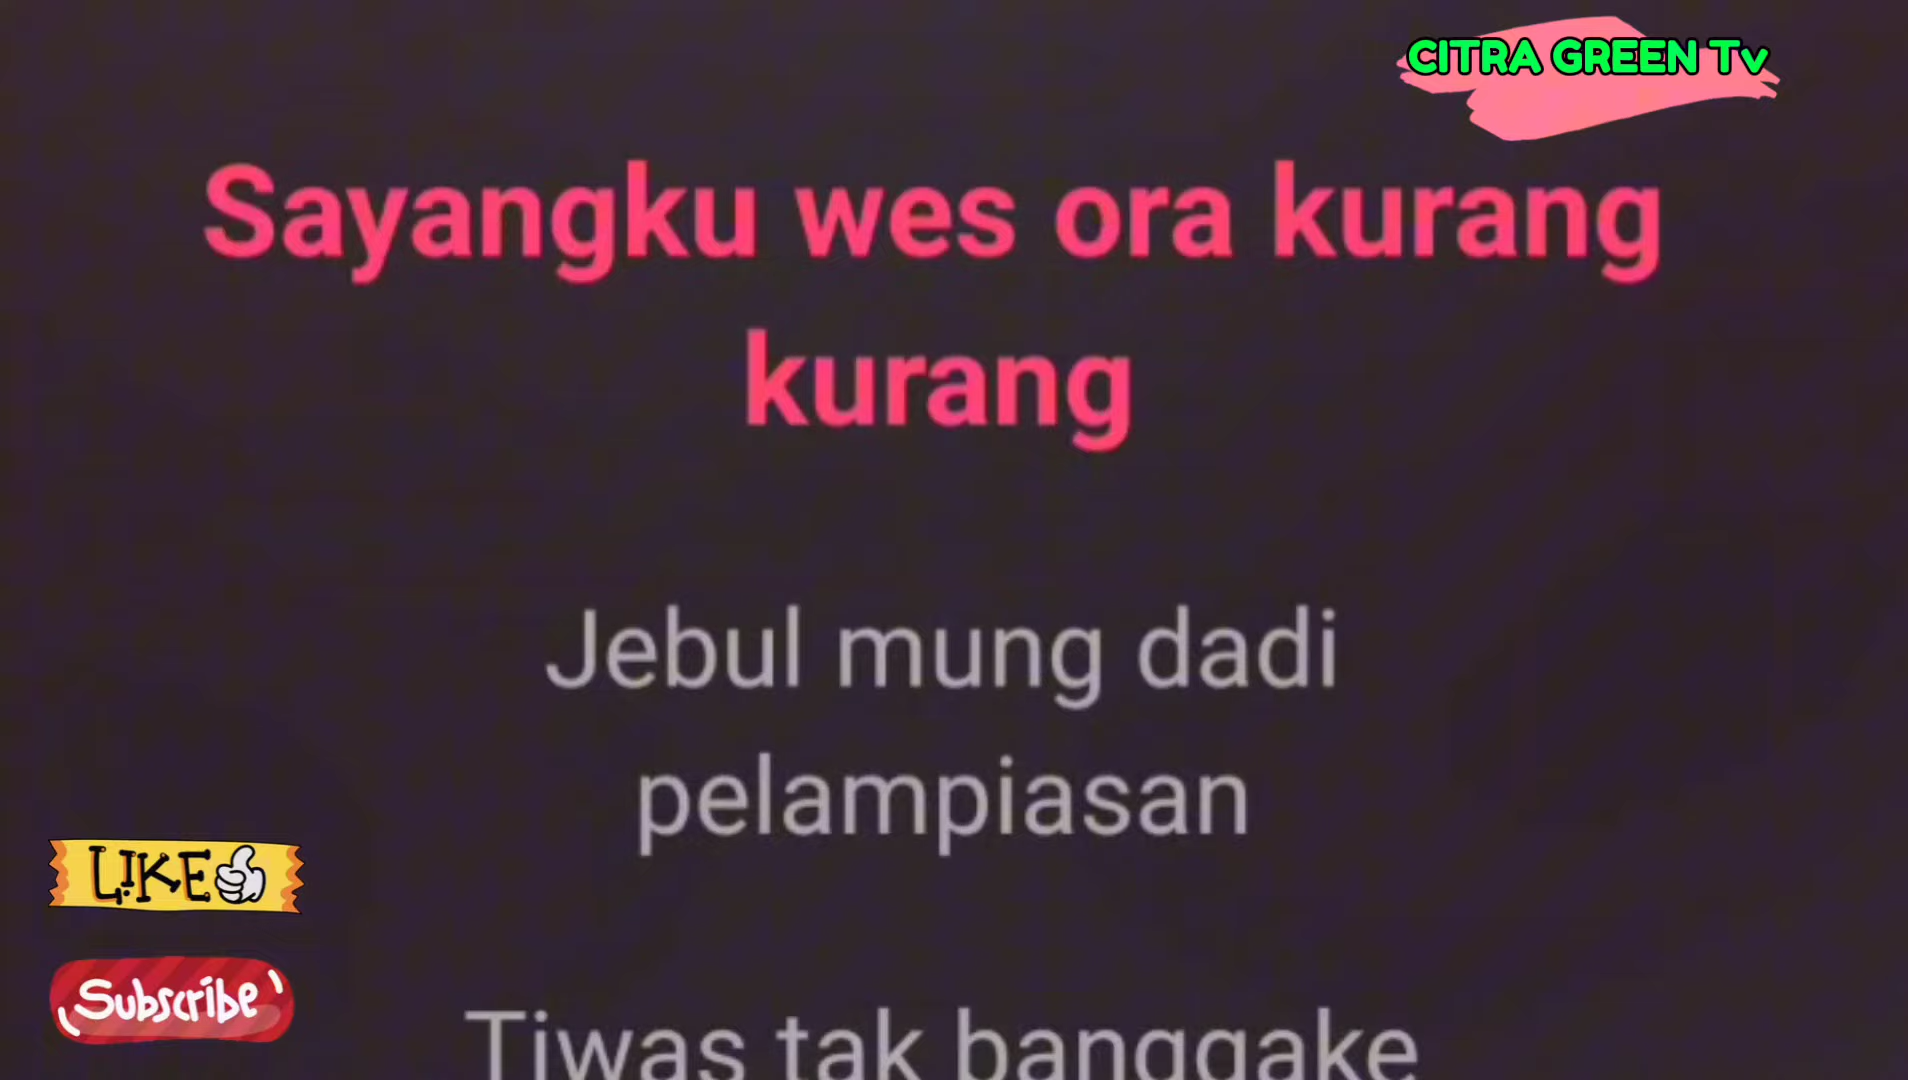 CITRA GREEN Tv
Sayangku wes ora kurang
kurang
Jebul mung dadi
pelampiasan
LIKE
Subscribe
Tiwas tak banggake